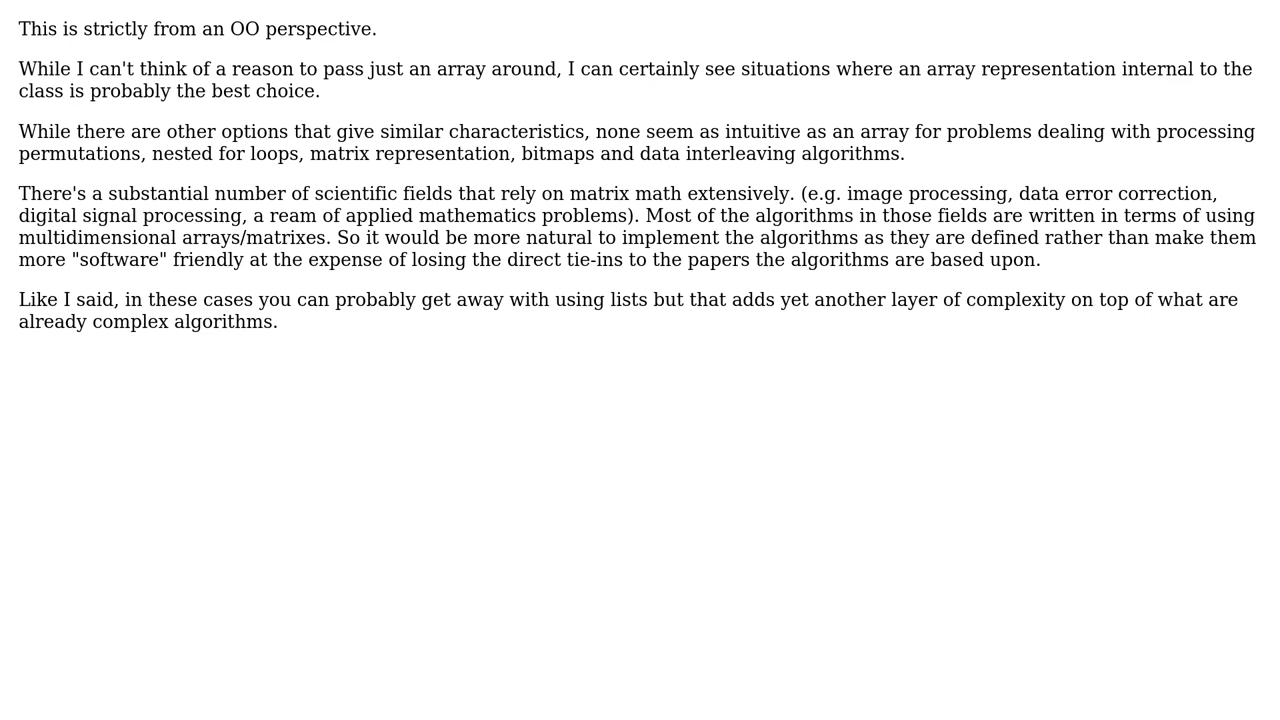 This is strictly from an OO perspective.
While I can't think of a reason to pass just an array around, I can certainly see situations where an array representation internal to the
class is probably the best choice.
While there are other options that give similar characteristics, none seem as intuitive as an array for problems dealing with processing
permutations, nested for loops, matrix representation, bitmaps and data interleaving algorithms.
There's a substantial number of scientific fields that rely on matrix math extensively. (e.g. image processing, data error correction,
digital signal processing, a ream of applied mathematics problems). Most of the algorithms in those fields are written in terms of using
multidimensional arrays/matrixes. So it would be more natural to implement the algorithms as they are defined rather than make them
more "software" friendly at the expense of losing the direct tie-ins to the papers the algorithms are based upon.
Like I said, in these cases you can probably get away with using lists but that adds yet another layer of complexity on top of what are
already complex algorithms.